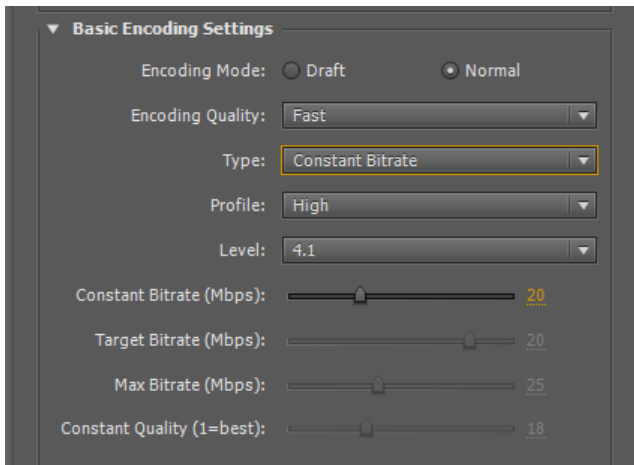 Basic Encoding Settings
Encoding Mode: Draft Normal
Encoding Quality: Fast
Type: Constant Bitrate
Profile: High
Level: 4.1
Constant Bitrate (Mbps): 20
Target Bitrate (Mbps): 20
Max Bitrate (Mbps): 25
Constant Quality (1=best): 18